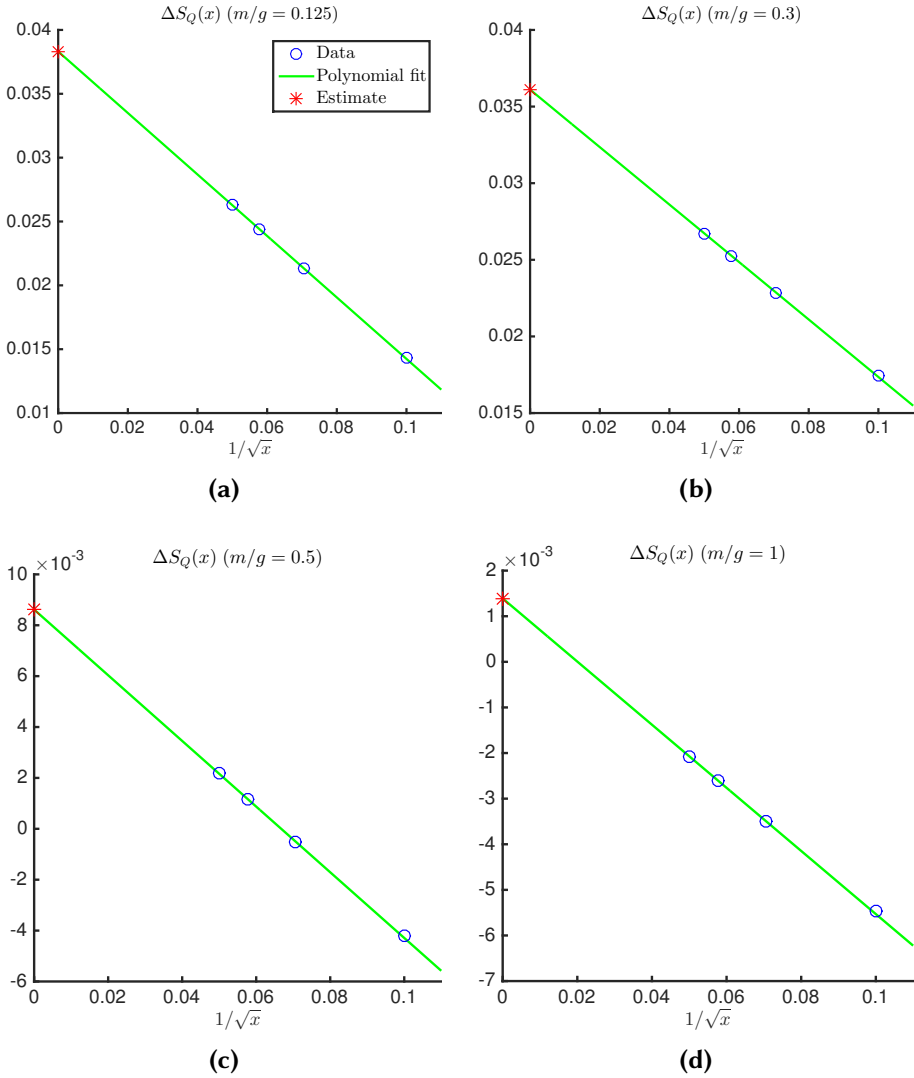 ΔS_Q(x) (m/g = 0.125)
0.04
0.035
0.03
0.025
0.02
0.015
0.01
0 0.02 0.04 0.06 0.08 0.1
1/√x
Data
Polynomial fit
Estimate
(a)
ΔS_Q(x) (m/g = 0.3)
0.04
0.035
0.03
0.025
0.02
0.015
0 0.02 0.04 0.06 0.08 0.1
1/√x
(b)
ΔS_Q(x) (m/g = 0.5)
×10⁻³
10
8
6
4
2
0
-2
-4
-6
0 0.02 0.04 0.06 0.08 0.1
1/√x
(c)
ΔS_Q(x) (m/g = 1)
×10⁻³
2
1
0
-1
-2
-3
-4
-5
-6
-7
0 0.02 0.04 0.06 0.08 0.1
1/√x
(d)